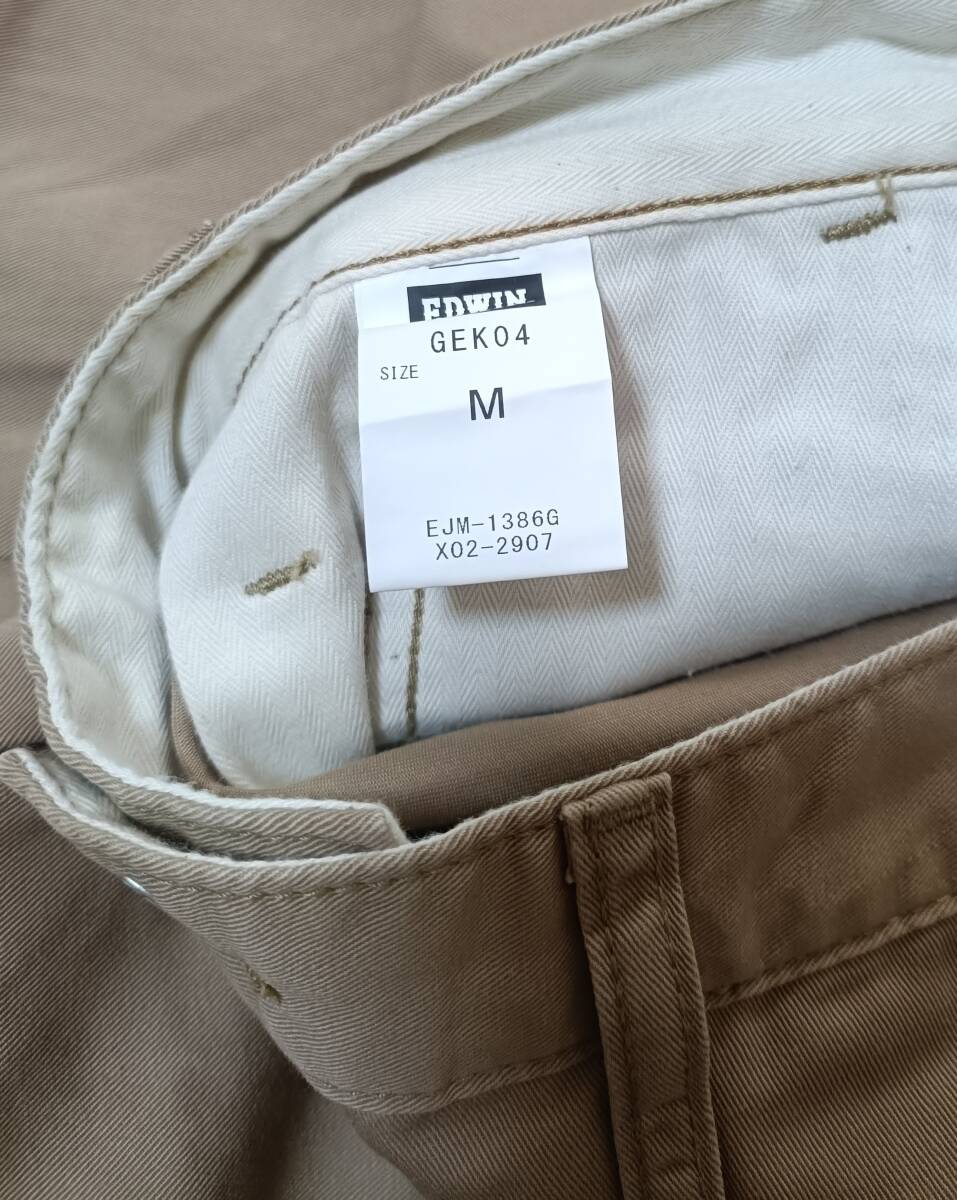 EDWIN
GEK04
SIZE
M
EJM-1386G
X02-2907